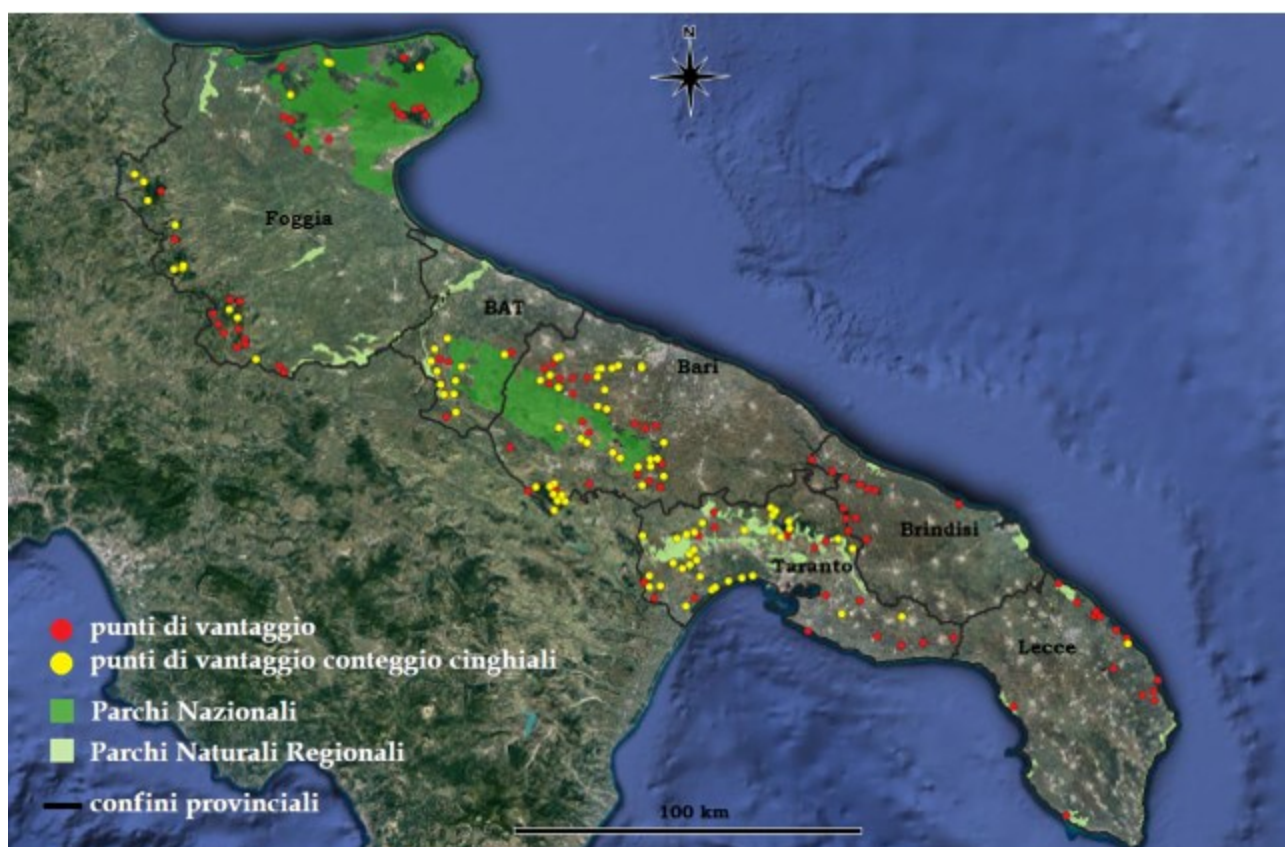 N
Foggia
BAT
Bari
Brindisi
Taranto
Lecce
punti di vantaggio
punti di vantaggio conteggio cinghiali
Parchi Nazionali
Parchi Naturali Regionali
confini provinciali
100 km